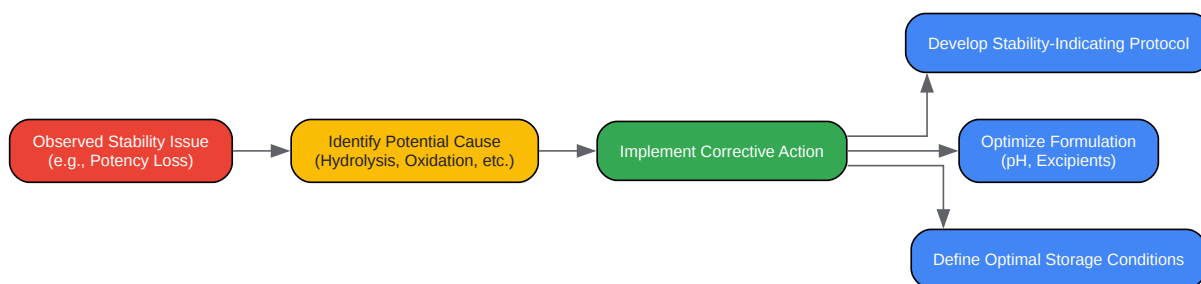 Develop Stability-Indicating Protocol
Observed Stability Issue
(e.g., Potency Loss)
Identify Potential Cause
(Hydrolysis, Oxidation, etc.)
Implement Corrective Action
Optimize Formulation
(pH, Excipients)
Define Optimal Storage Conditions